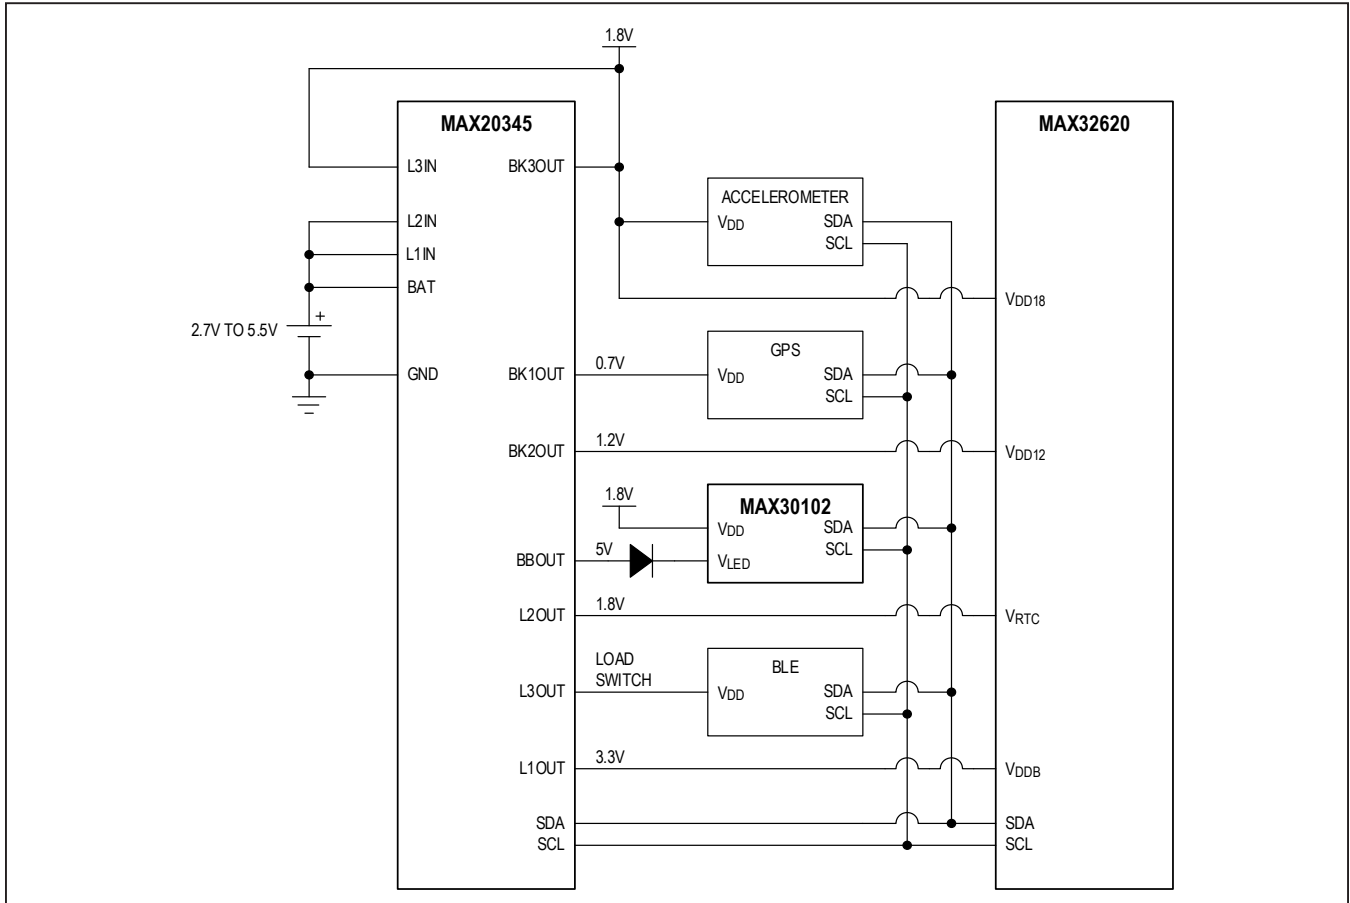 1.8V
MAX20345
MAX32620
L3IN
BK3OUT
ACCELEROMETER
L2IN
VDD
SDA
L1IN
SCL
BAT
VDD18
+
2.7V TO 5.5V
GPS
GND
BK1OUT
0.7V
VDD
SDA
SCL
BK2OUT
1.2V
VDD12
1.8V
MAX30102
VDD
SDA
SCL
BBOUT
5V
VLED
L2OUT
1.8V
VRTC
LOAD
SWITCH
BLE
L3OUT
VDD
SDA
SCL
L1OUT
3.3V
VDDB
SDA
SDA
SCL
SCL